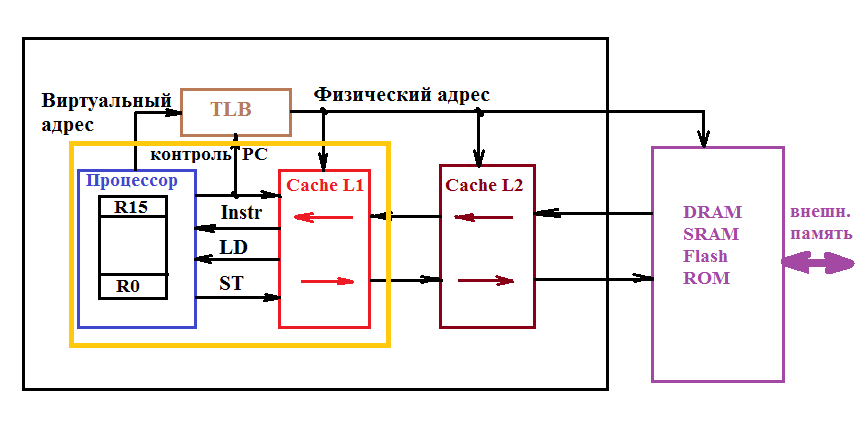 Виртуальный
адрес
TLB
Физический адрес
контроль PC
Процессор
R15
R0
Instr
LD
ST
Cache L1
Cache L2
DRAM
SRAM
Flash
ROM
внешн.
память